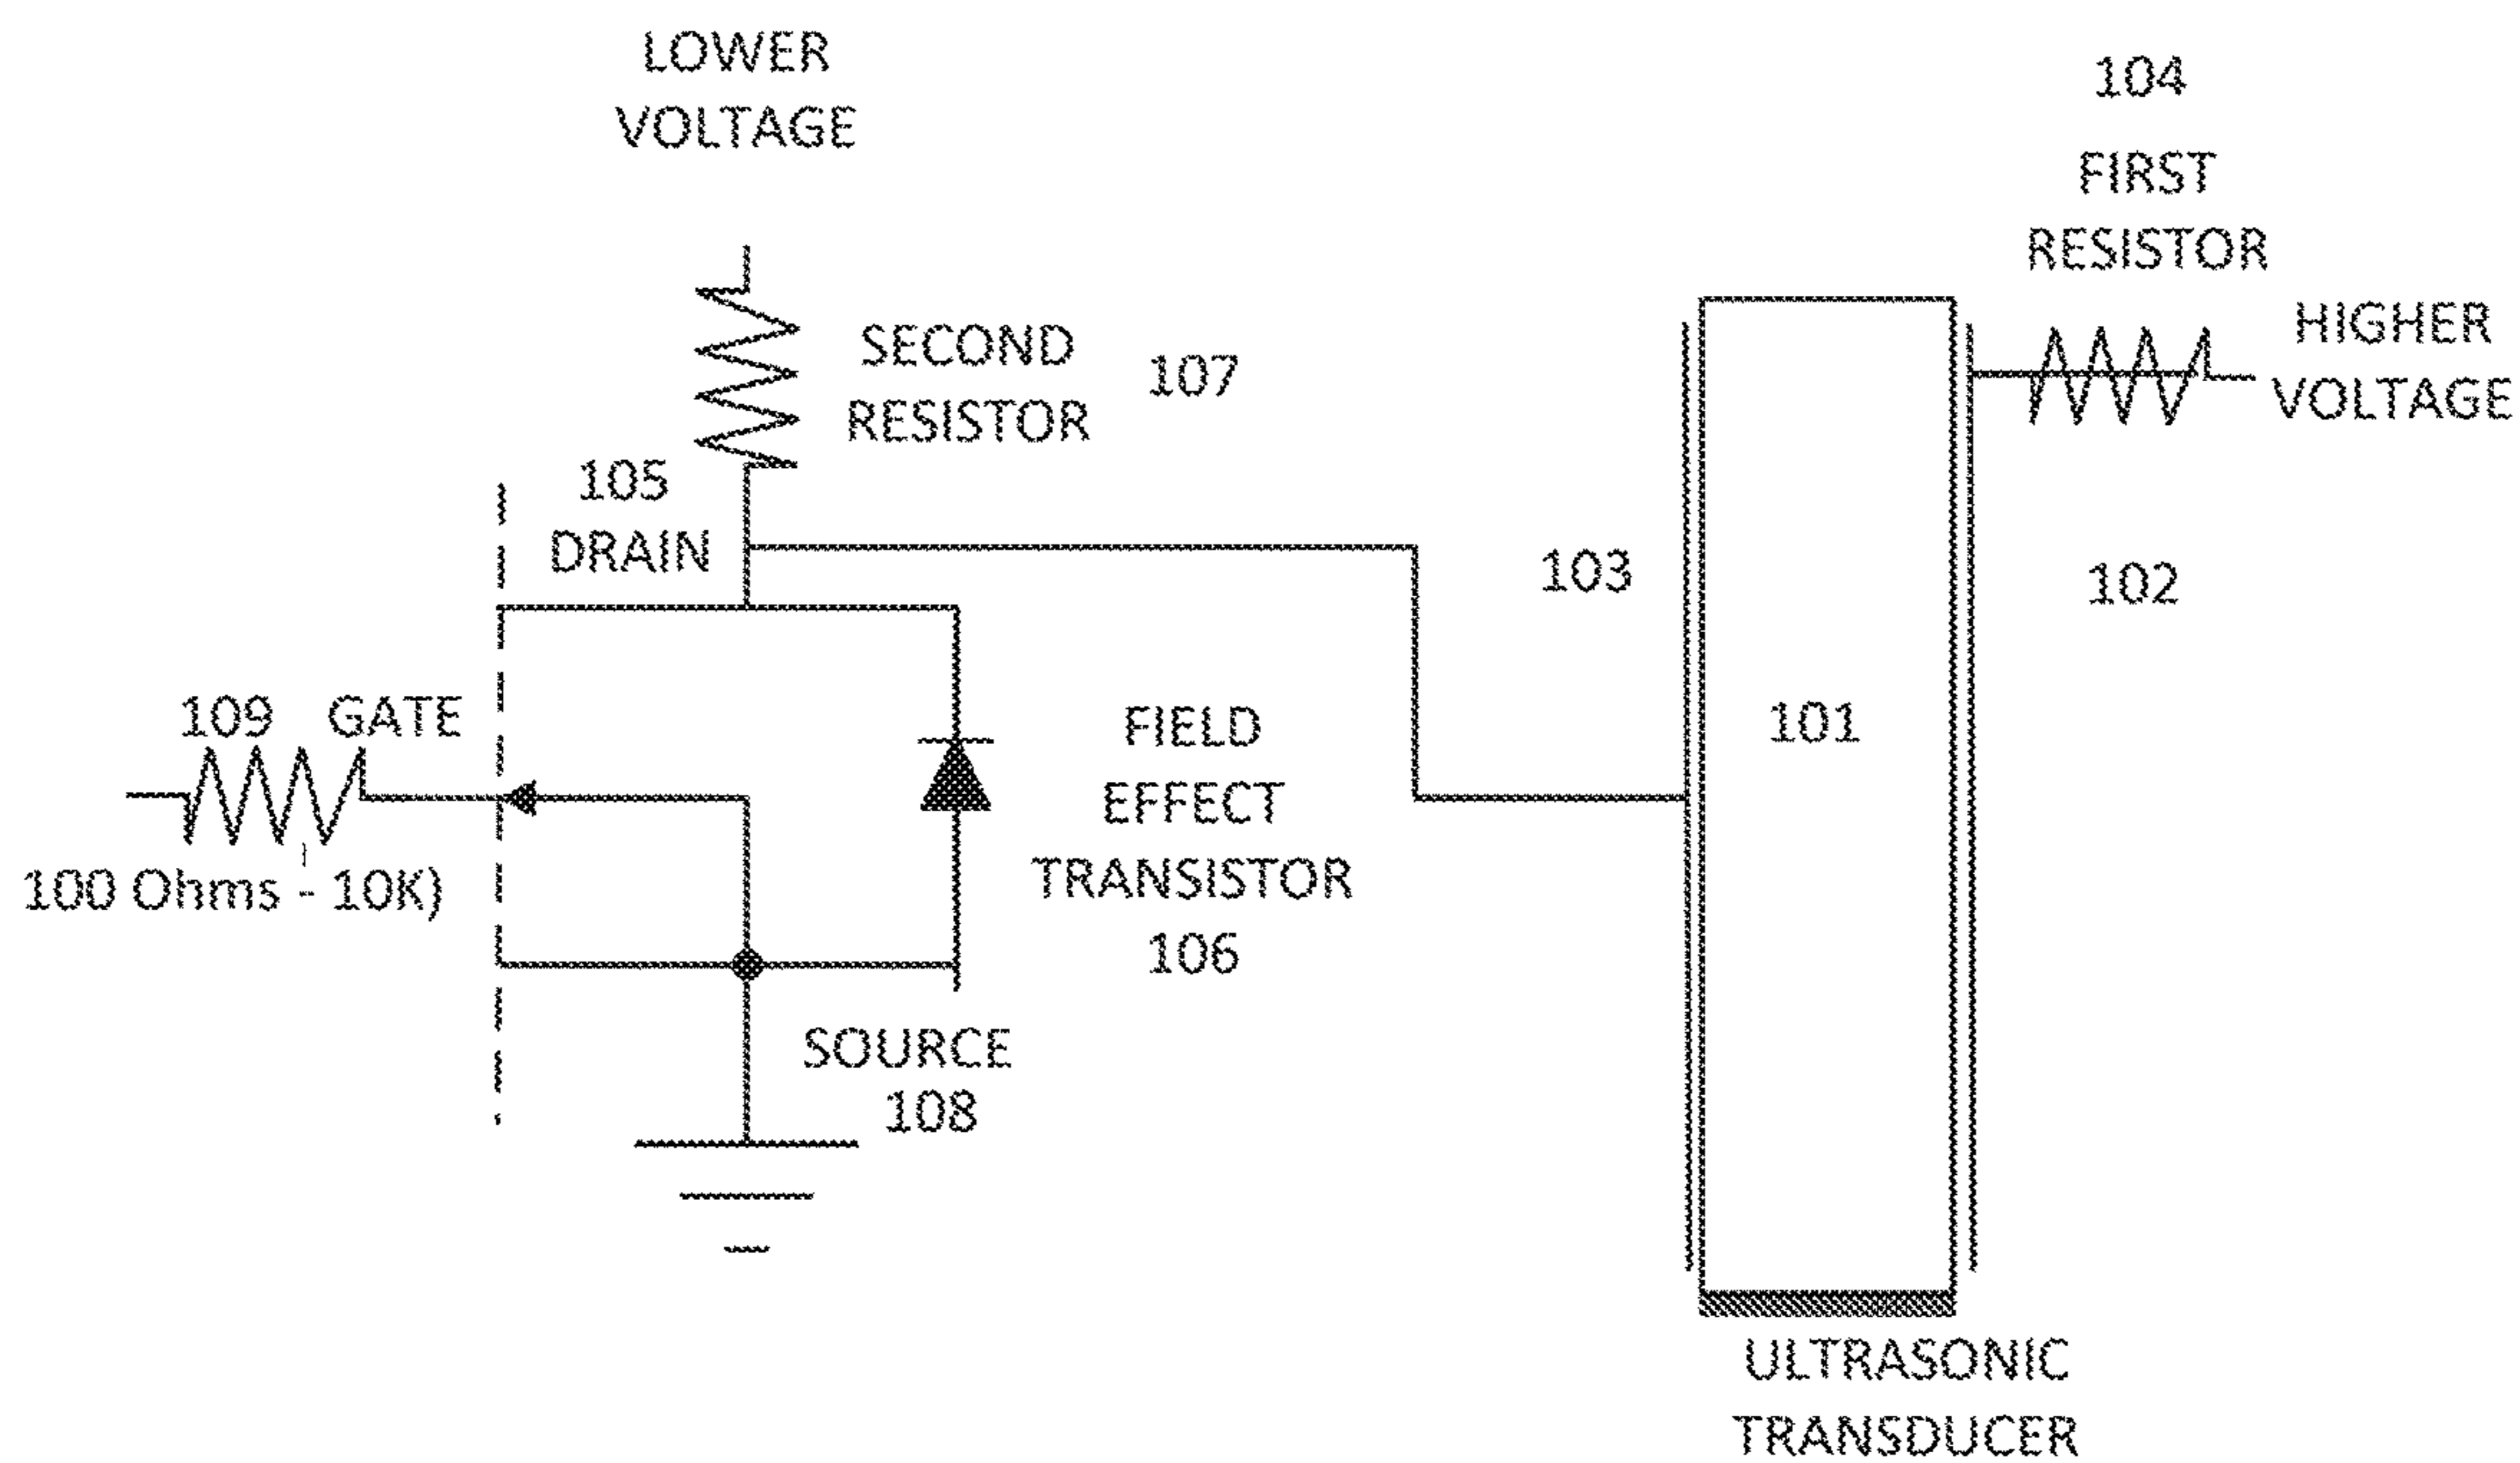 LOWER
VOLTAGE
104
FIRST
RESISTOR
HIGHER
VOLTAGE
SECOND
RESISTOR
107
105
DRAIN
103
102
109 GATE
100 Ohms - 10K)
FIELD
EFFECT
TRANSISTOR
106
101
SOURCE
108
ULTRASONIC
TRANSDUCER